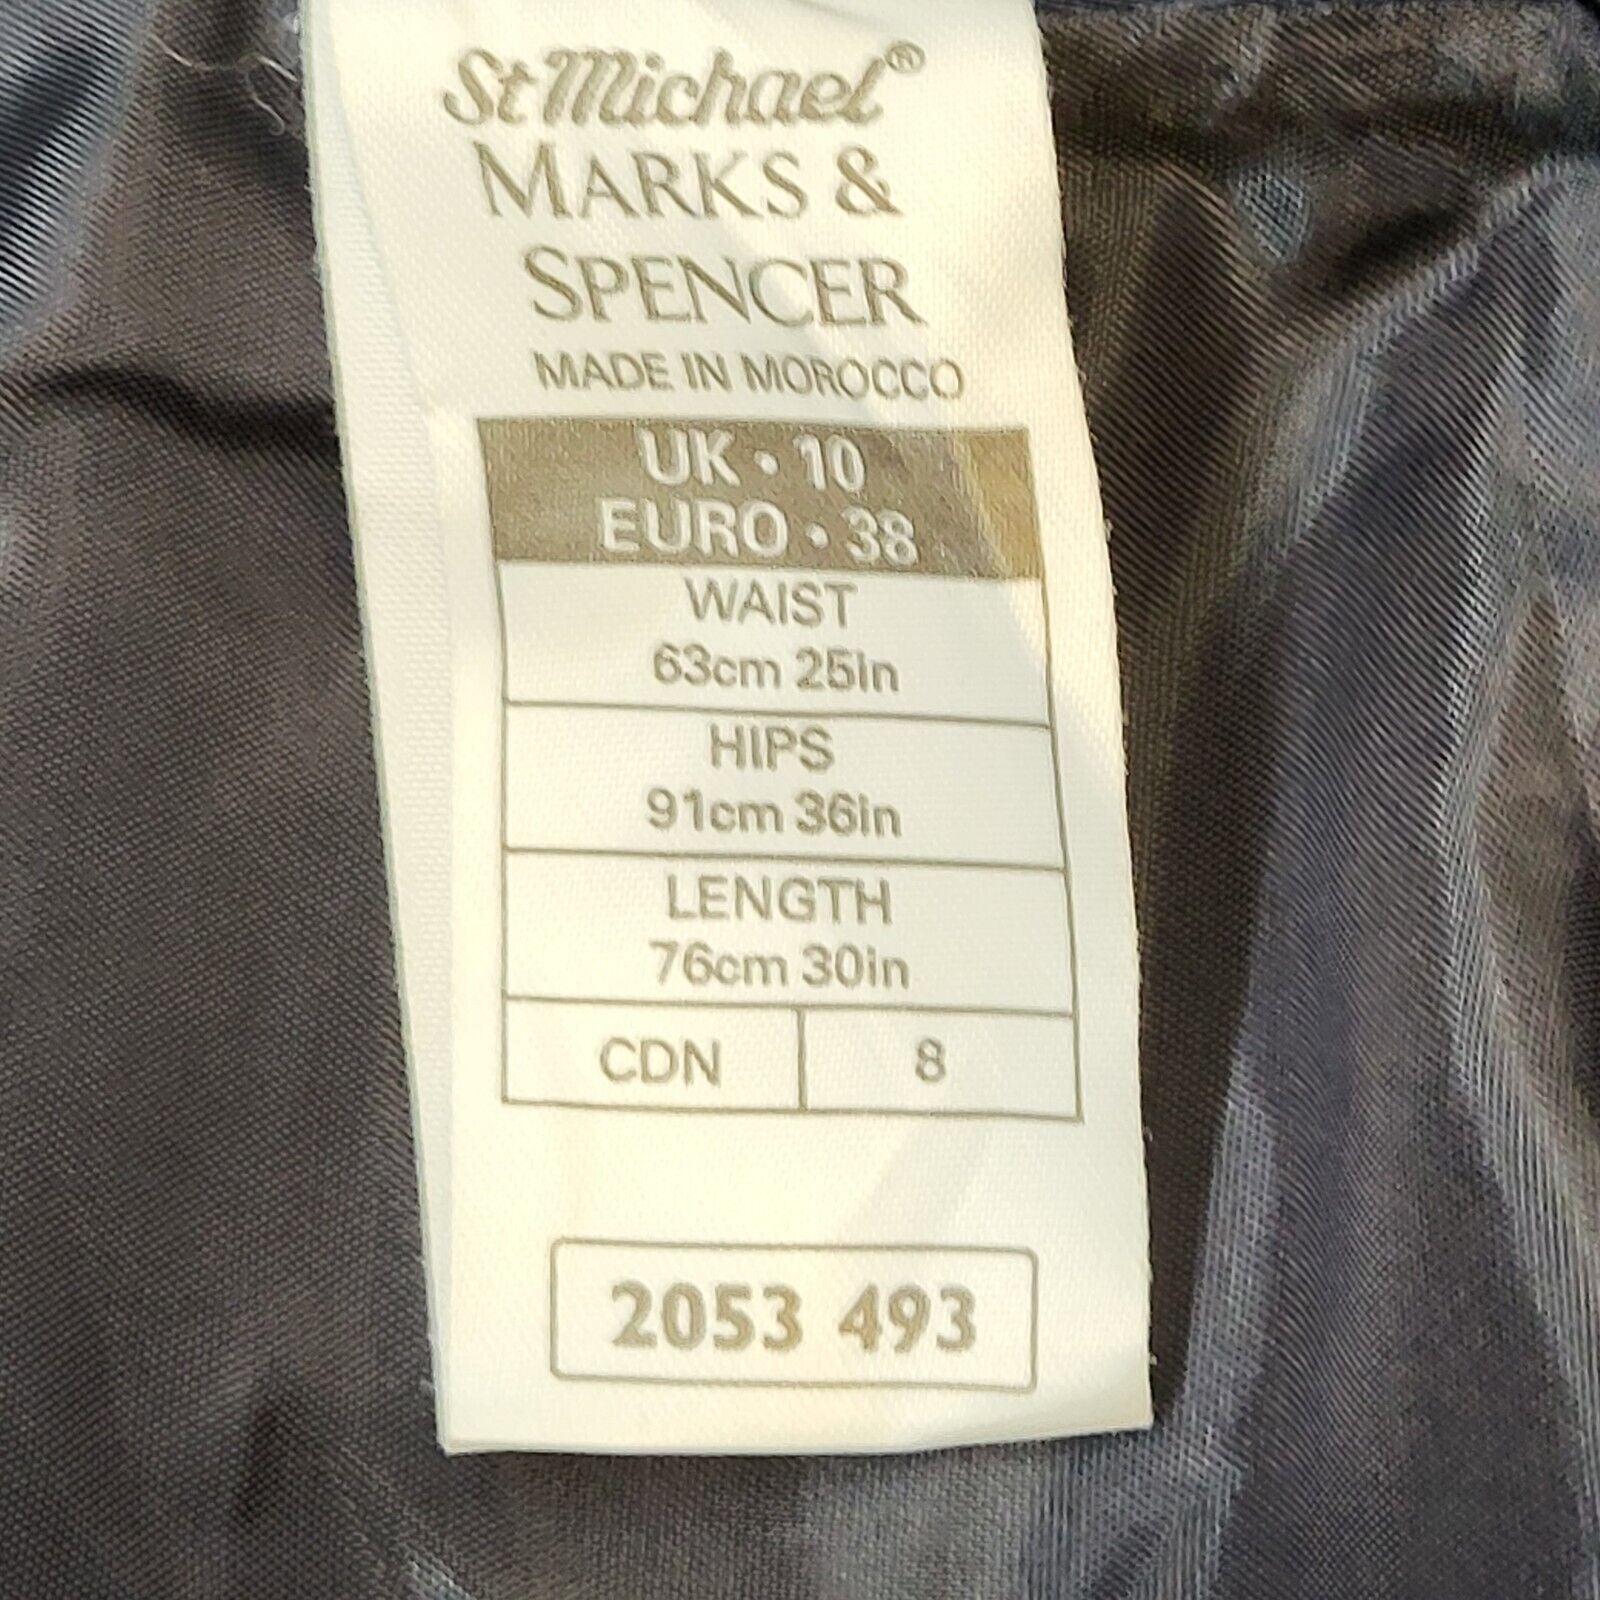 St Michael®
MARKS &
SPENCER
MADE IN MOROCCO
UK • 10
EURO • 38
WAIST
63cm 25in
HIPS
91cm 36in
LENGTH
76cm 30in
CDN 8
2053 493